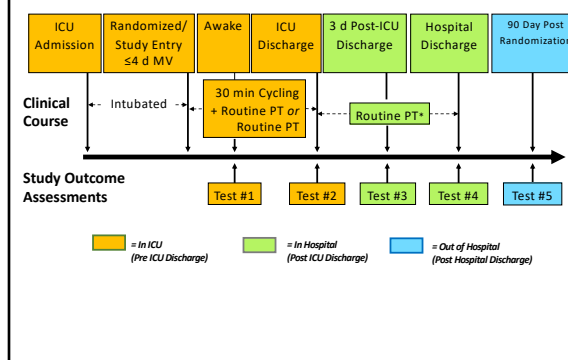 ICU
Admission
Randomized/
Study Entry
≤4 d MV
Awake
ICU
Discharge
3 d Post-ICU
Discharge
Hospital
Discharge
90 Day Post
Randomization
Clinical
Course
Intubated
30 min Cycling
+ Routine PT or
Routine PT
Routine PT*
Study Outcome
Assessments
Test #1
Test #2
Test #3
Test #4
Test #5
= In ICU
(Pre ICU Discharge)
= In Hospital
(Post ICU Discharge)
= Out of Hospital
(Post Hospital Discharge)